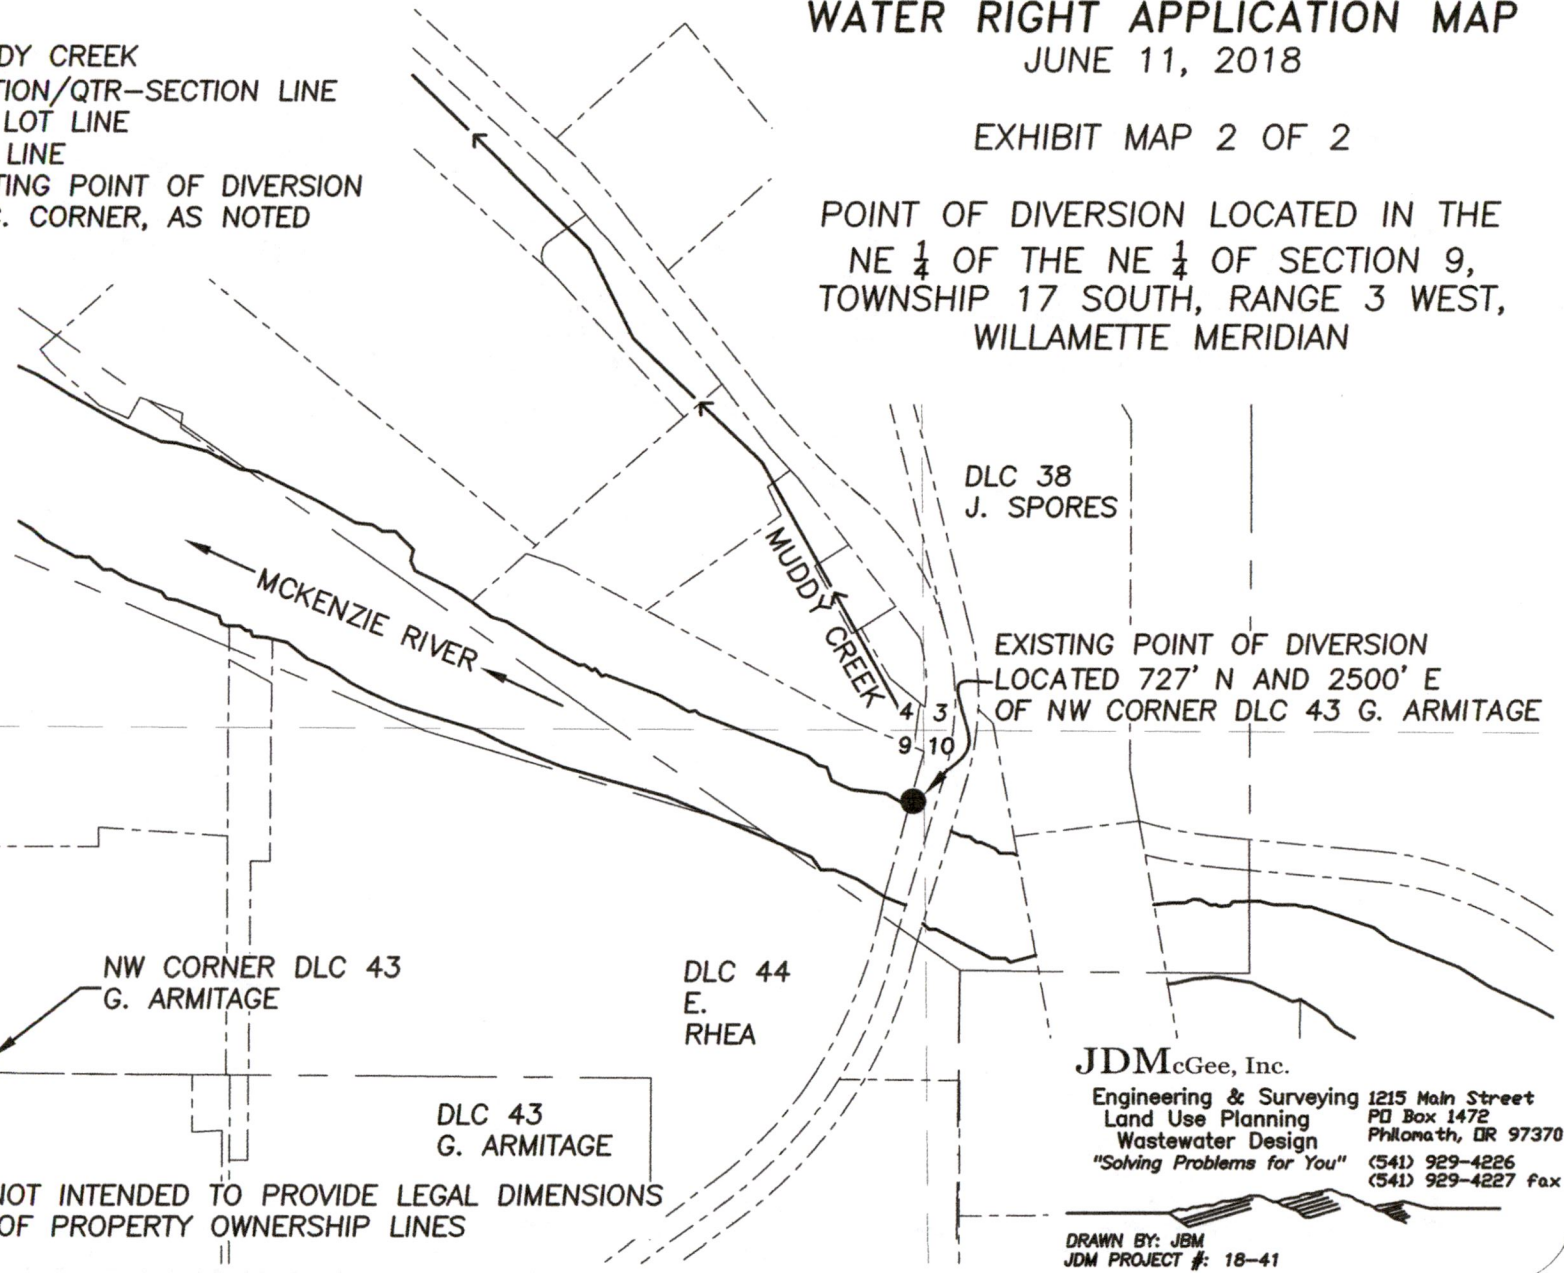 WATER RIGHT APPLICATION MAP
JUNE 11, 2018
EXHIBIT MAP 2 OF 2
POINT OF DIVERSION LOCATED IN THE
NE 1/4 OF THE NE 1/4 OF SECTION 9,
TOWNSHIP 17 SOUTH, RANGE 3 WEST,
WILLAMETTE MERIDIAN
DY CREEK
TION/QTR-SECTION LINE
LOT LINE
LINE
TING POINT OF DIVERSION
C. CORNER, AS NOTED
DLC 38
J. SPORES
MUDDY CREEK
MCKENZIE RIVER
EXISTING POINT OF DIVERSION
LOCATED 727' N AND 2500' E
OF NW CORNER DLC 43 G. ARMITAGE
4 3
9 10
NW CORNER DLC 43
G. ARMITAGE
DLC 44
E.
RHEA
DLC 43
G. ARMITAGE
NOT INTENDED TO PROVIDE LEGAL DIMENSIONS
OF PROPERTY OWNERSHIP LINES
JDMcGee, Inc.
Engineering & Surveying
Land Use Planning
Wastewater Design
"Solving Problems for You"
1215 Main Street
PO Box 1472
Philomath, OR 97370
(541) 929-4226
(541) 929-4227 fax
DRAWN BY: JBM
JDM PROJECT #: 18-41